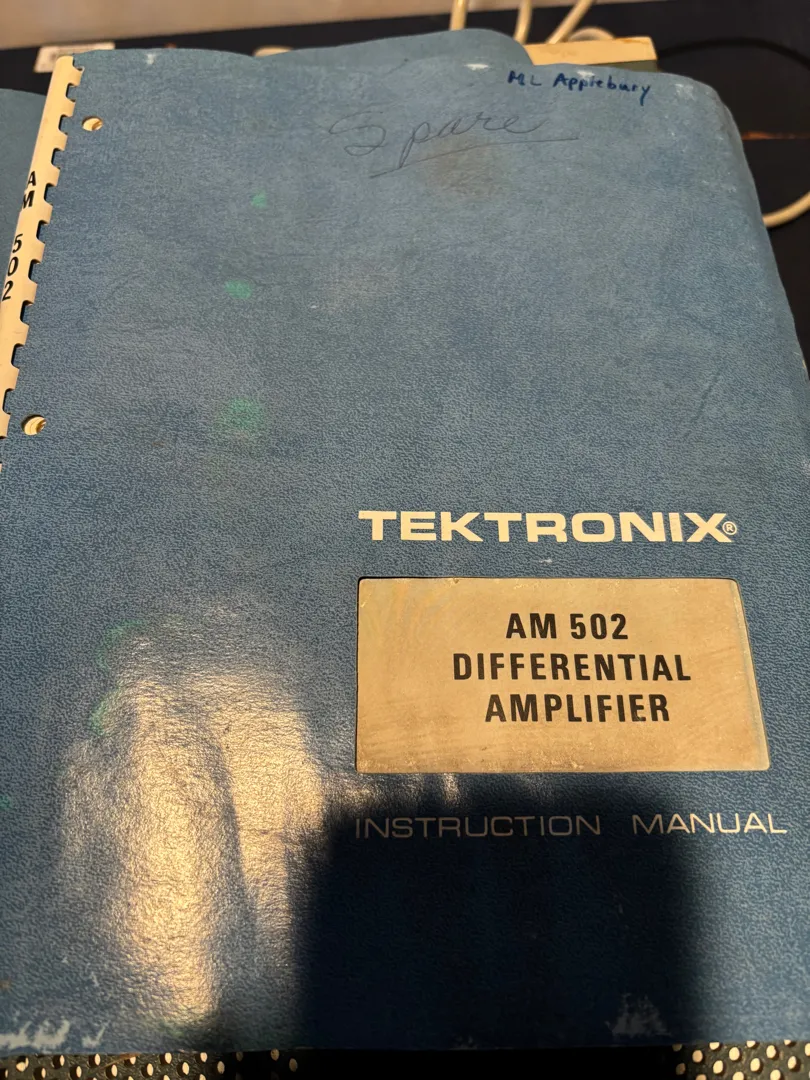 ML Applebury
Spare
AM 502
TEKTRONIX®
AM 502
DIFFERENTIAL
AMPLIFIER
INSTRUCTION MANUAL